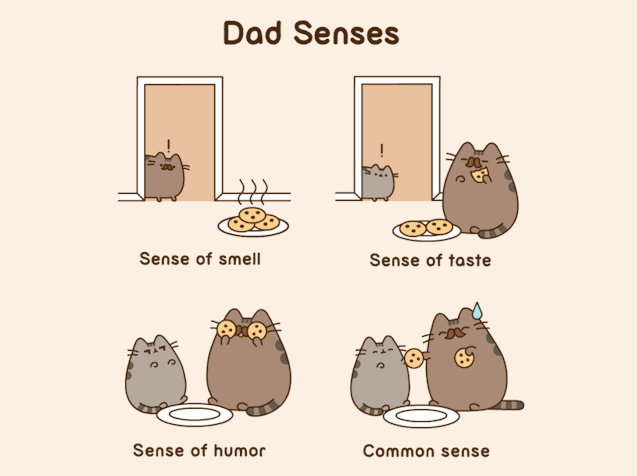 Dad Senses
!
!
Sense of smell
Sense of taste
Sense of humor
Common sense